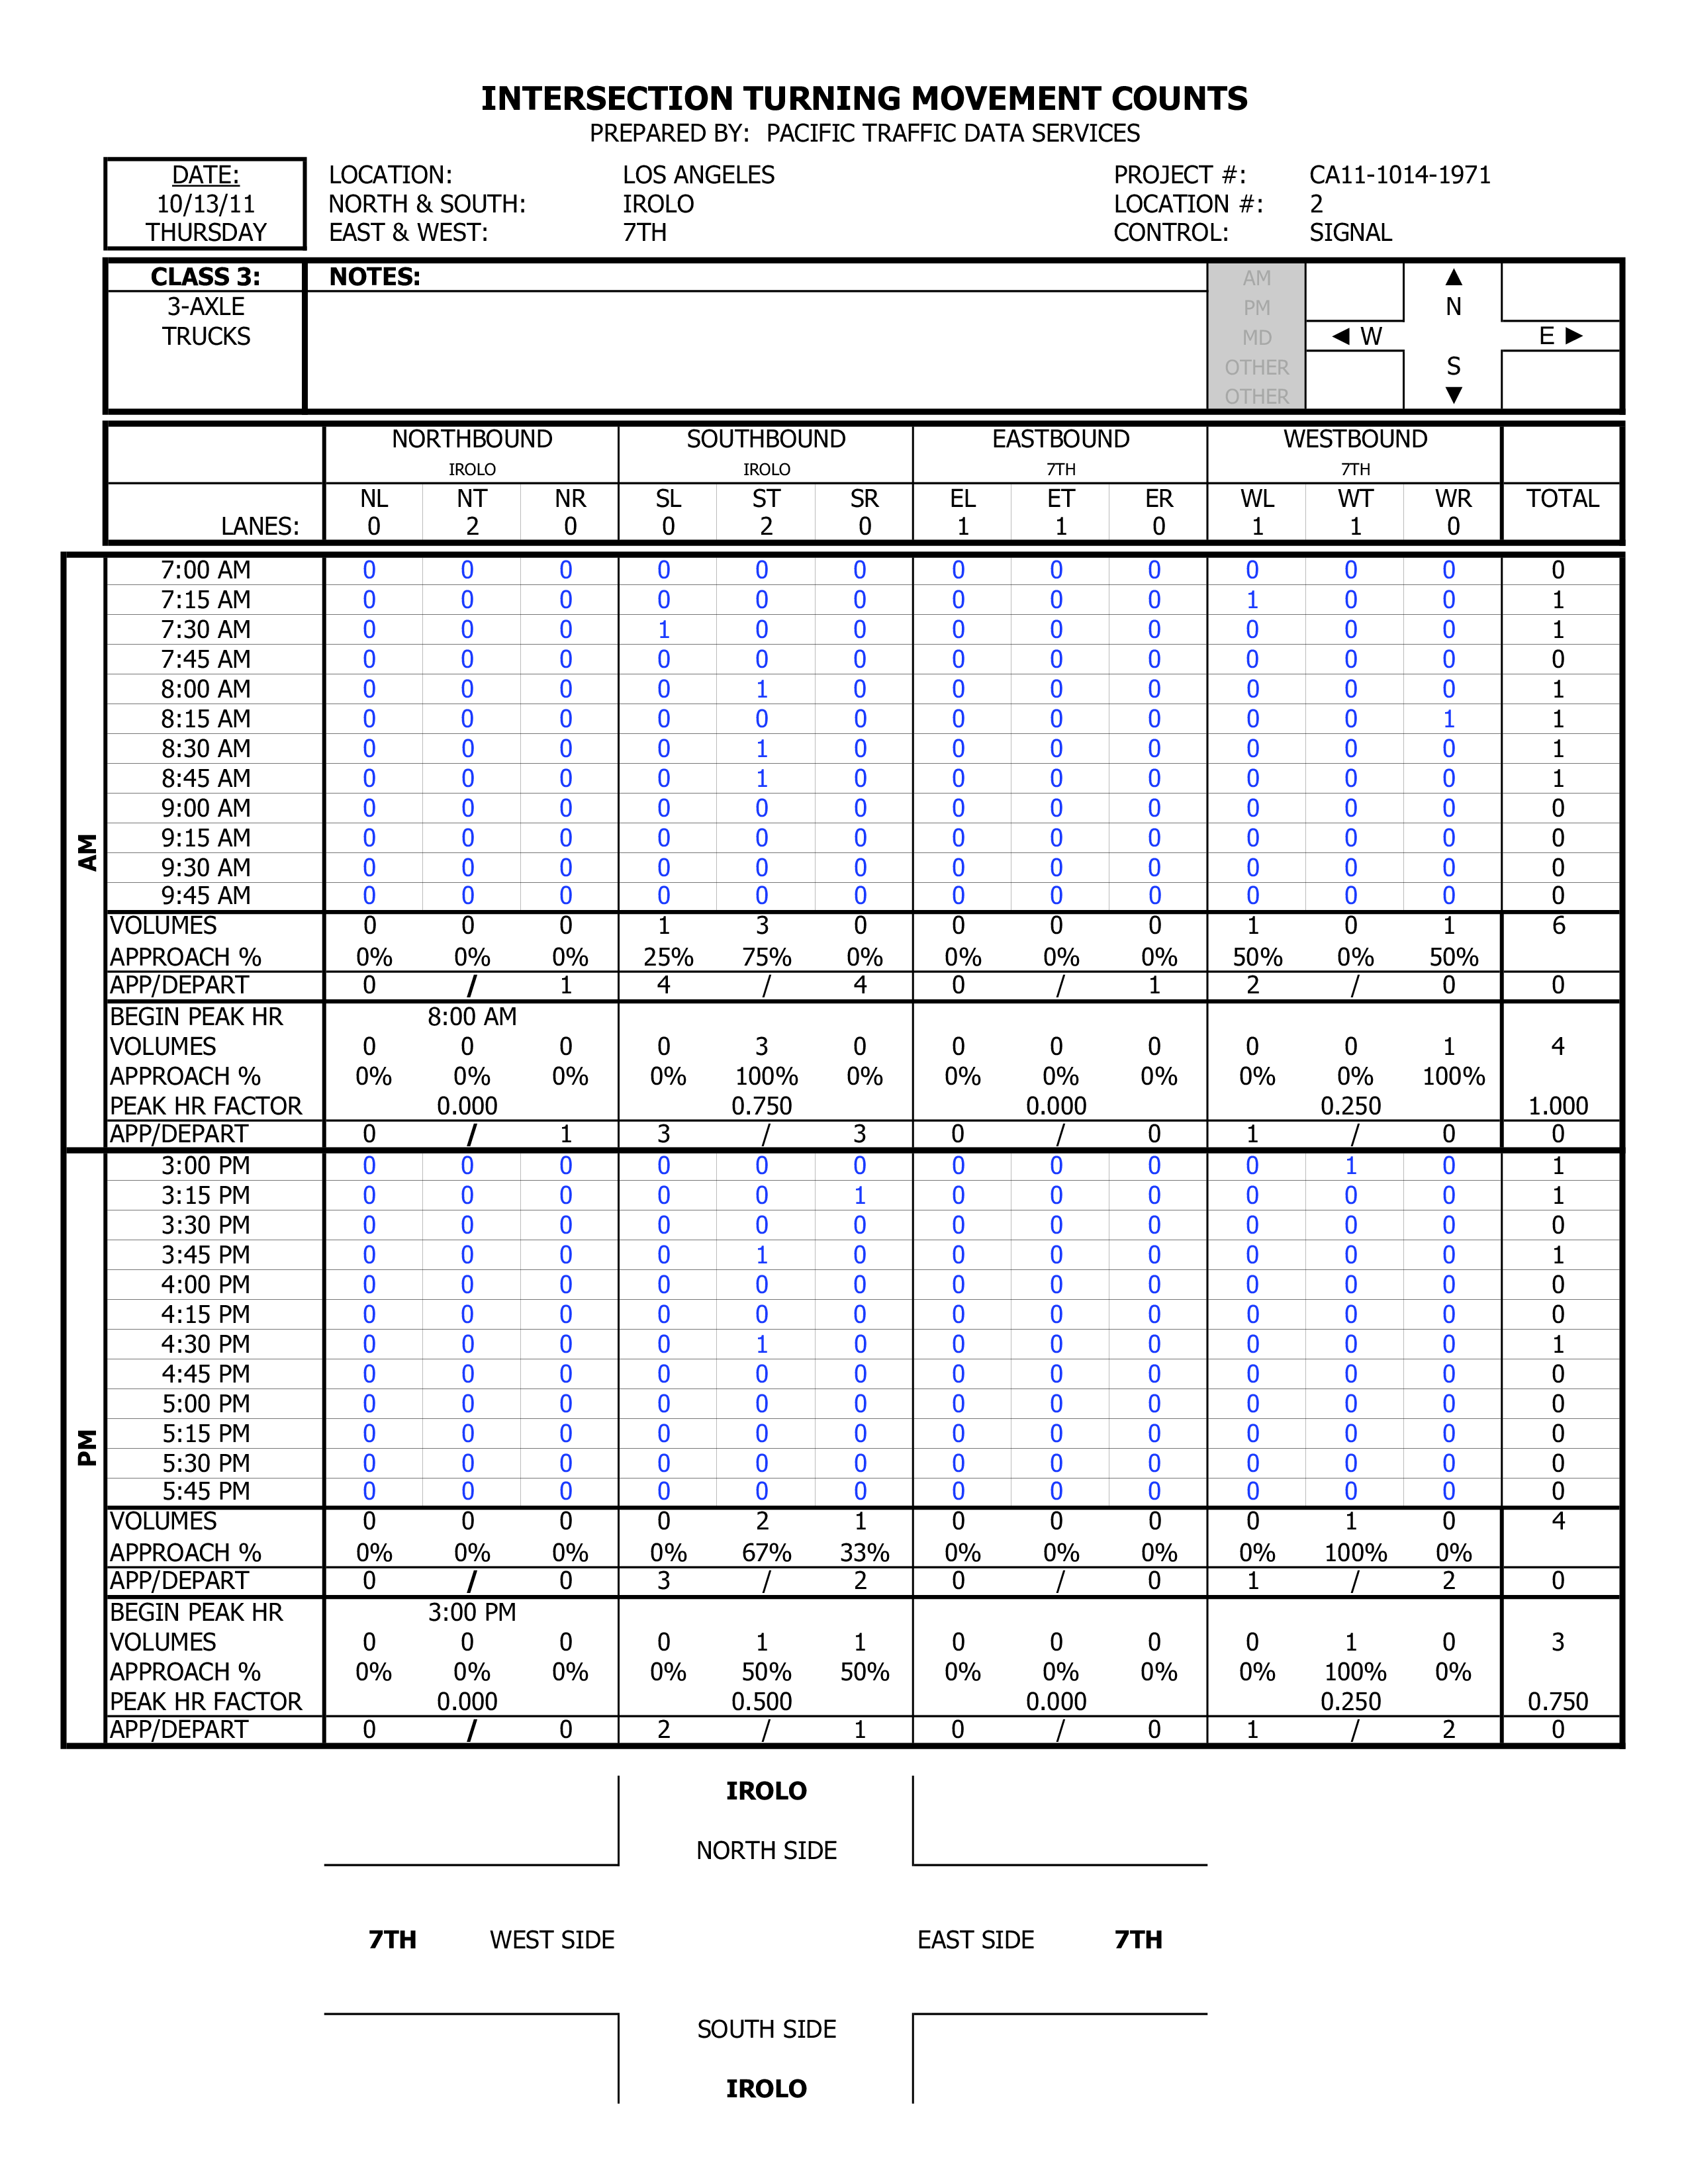 INTERSECTION TURNING MOVEMENT COUNTS
PREPARED BY: PACIFIC TRAFFIC DATA SERVICES
DATE: LOCATION: LOS ANGELES PROJECT #: CA11-1014-1971
10/13/11 NORTH & SOUTH: IROLO LOCATION #: 2
THURSDAY EAST & WEST: 7TH CONTROL: SIGNAL
CLASS 3: NOTES: AM ▲
3-AXLE PM N
TRUCKS MD ◄ W E ►
OTHER S
OTHER ▼
NORTHBOUND SOUTHBOUND EASTBOUND WESTBOUND
IROLO IROLO 7TH 7TH
NL NT NR SL ST SR EL ET ER WL WT WR TOTAL
LANES: 0 2 0 0 2 0 1 1 0 1 1 0
AM
7:00 AM 0 0 0 0 0 0 0 0 0 0 0 0 0
7:15 AM 0 0 0 0 0 0 0 0 0 1 0 0 1
7:30 AM 0 0 0 1 0 0 0 0 0 0 0 0 1
7:45 AM 0 0 0 0 0 0 0 0 0 0 0 0 0
8:00 AM 0 0 0 0 1 0 0 0 0 0 0 0 1
8:15 AM 0 0 0 0 0 0 0 0 0 0 0 1 1
8:30 AM 0 0 0 0 1 0 0 0 0 0 0 0 1
8:45 AM 0 0 0 0 1 0 0 0 0 0 0 0 1
9:00 AM 0 0 0 0 0 0 0 0 0 0 0 0 0
9:15 AM 0 0 0 0 0 0 0 0 0 0 0 0 0
9:30 AM 0 0 0 0 0 0 0 0 0 0 0 0 0
9:45 AM 0 0 0 0 0 0 0 0 0 0 0 0 0
VOLUMES 0 0 0 1 3 0 0 0 0 1 0 1 6
APPROACH % 0% 0% 0% 25% 75% 0% 0% 0% 0% 50% 0% 50%
APP/DEPART 0 / 1 4 / 4 0 / 1 2 / 0 0
BEGIN PEAK HR 8:00 AM
VOLUMES 0 0 0 0 3 0 0 0 0 0 0 1 4
APPROACH % 0% 0% 0% 0% 100% 0% 0% 0% 0% 0% 0% 100%
PEAK HR FACTOR 0.000 0.750 0.000 0.250 1.000
APP/DEPART 0 / 1 3 / 3 0 / 0 1 / 0 0
PM
3:00 PM 0 0 0 0 0 0 0 0 0 0 1 0 1
3:15 PM 0 0 0 0 0 1 0 0 0 0 0 0 1
3:30 PM 0 0 0 0 0 0 0 0 0 0 0 0 0
3:45 PM 0 0 0 0 1 0 0 0 0 0 0 0 1
4:00 PM 0 0 0 0 0 0 0 0 0 0 0 0 0
4:15 PM 0 0 0 0 0 0 0 0 0 0 0 0 0
4:30 PM 0 0 0 0 1 0 0 0 0 0 0 0 1
4:45 PM 0 0 0 0 0 0 0 0 0 0 0 0 0
5:00 PM 0 0 0 0 0 0 0 0 0 0 0 0 0
5:15 PM 0 0 0 0 0 0 0 0 0 0 0 0 0
5:30 PM 0 0 0 0 0 0 0 0 0 0 0 0 0
5:45 PM 0 0 0 0 0 0 0 0 0 0 0 0 0
VOLUMES 0 0 0 0 2 1 0 0 0 0 1 0 4
APPROACH % 0% 0% 0% 0% 67% 33% 0% 0% 0% 0% 100% 0%
APP/DEPART 0 / 0 3 / 2 0 / 0 1 / 2 0
BEGIN PEAK HR 3:00 PM
VOLUMES 0 0 0 0 1 1 0 0 0 0 1 0 3
APPROACH % 0% 0% 0% 0% 50% 50% 0% 0% 0% 0% 100% 0%
PEAK HR FACTOR 0.000 0.500 0.000 0.250 0.750
APP/DEPART 0 / 0 2 / 1 0 / 0 1 / 2 0
IROLO
NORTH SIDE
7TH WEST SIDE EAST SIDE 7TH
SOUTH SIDE
IROLO